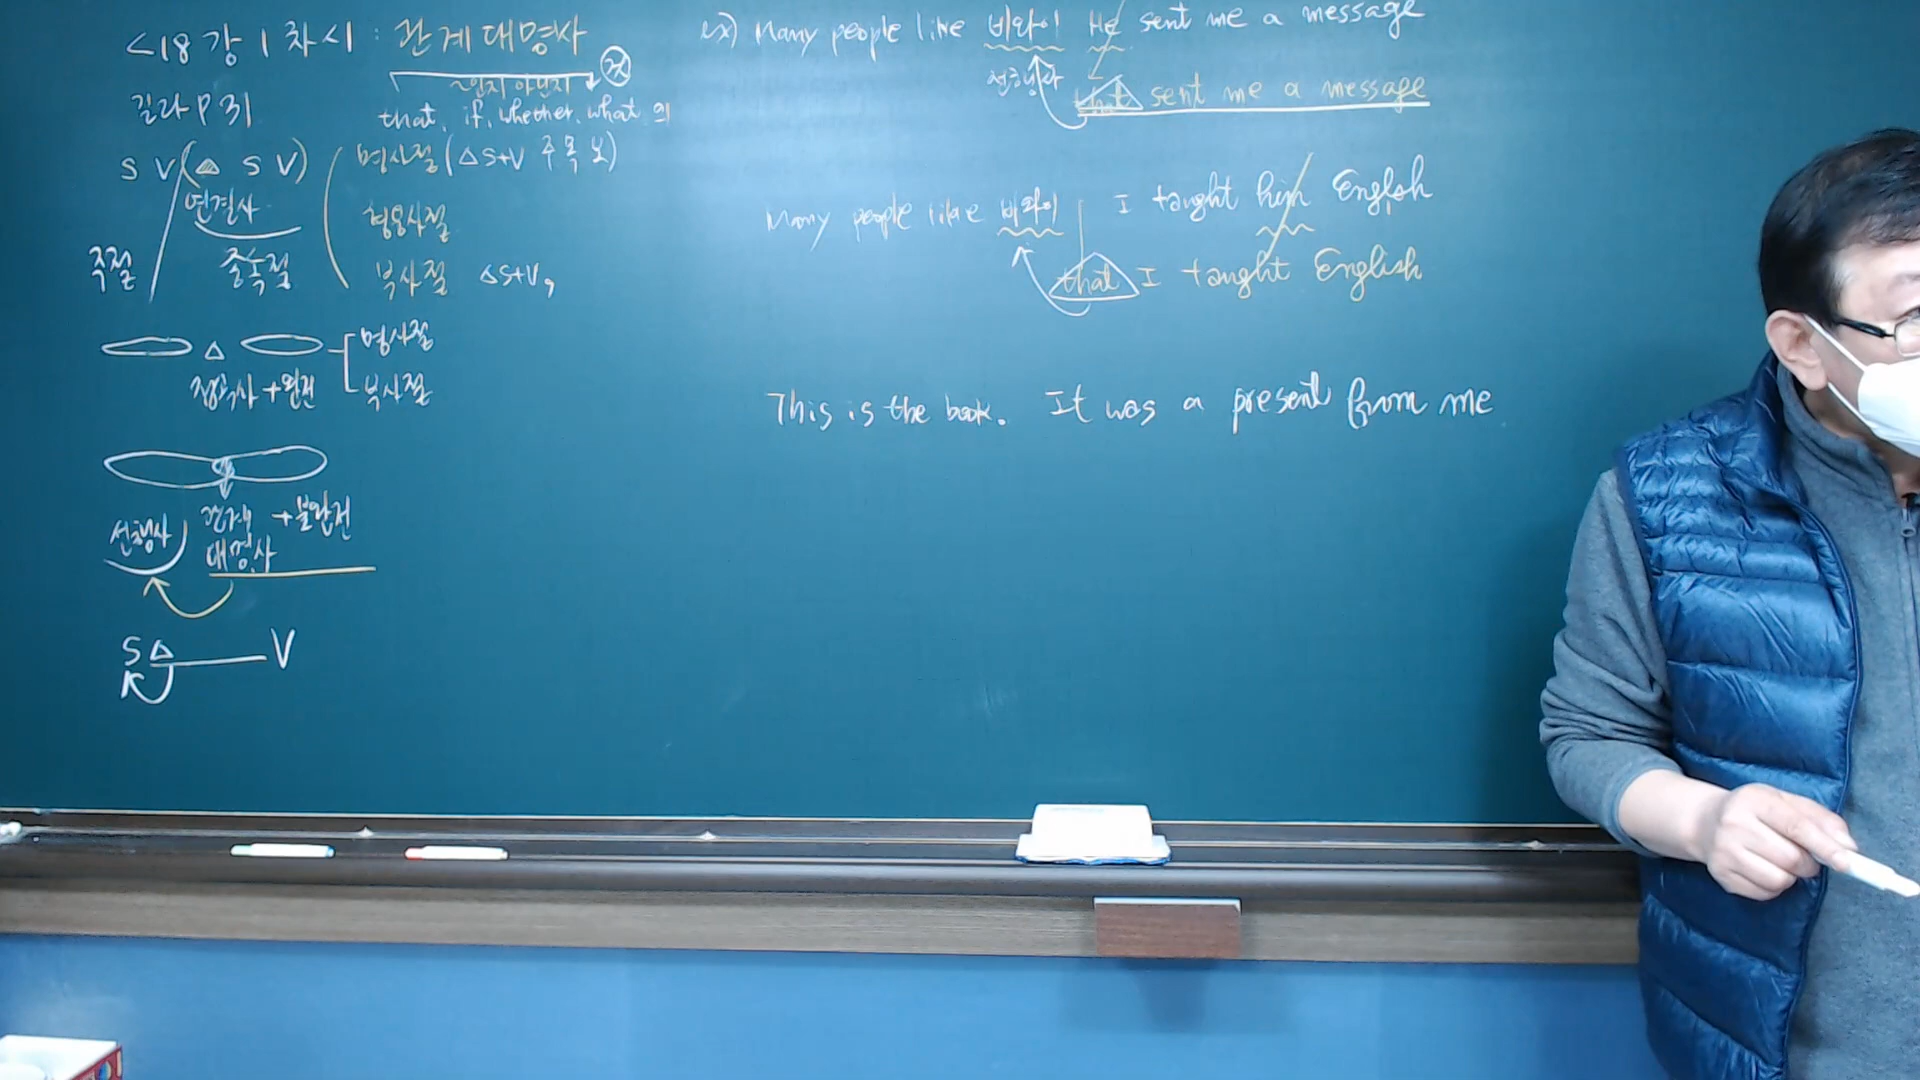 <18강 1차시 : 관계대명사
~인지 아닌지
길라 P31
that, if, whether, what 의
S V (△ S V)
연결사
주절
종속절
명사절 (△S+V 주 목 보)
형용사절
부사절 △S+V,
△
접속사 + 완전
명사절
부사절
선행사
관계대명사
+불완전
S △ V
ex) Many people like 비와이 He sent me a message
선행사
that sent me a message
Many people like 비와이 I taught him English
that I taught English
This is the book. It was a present from me